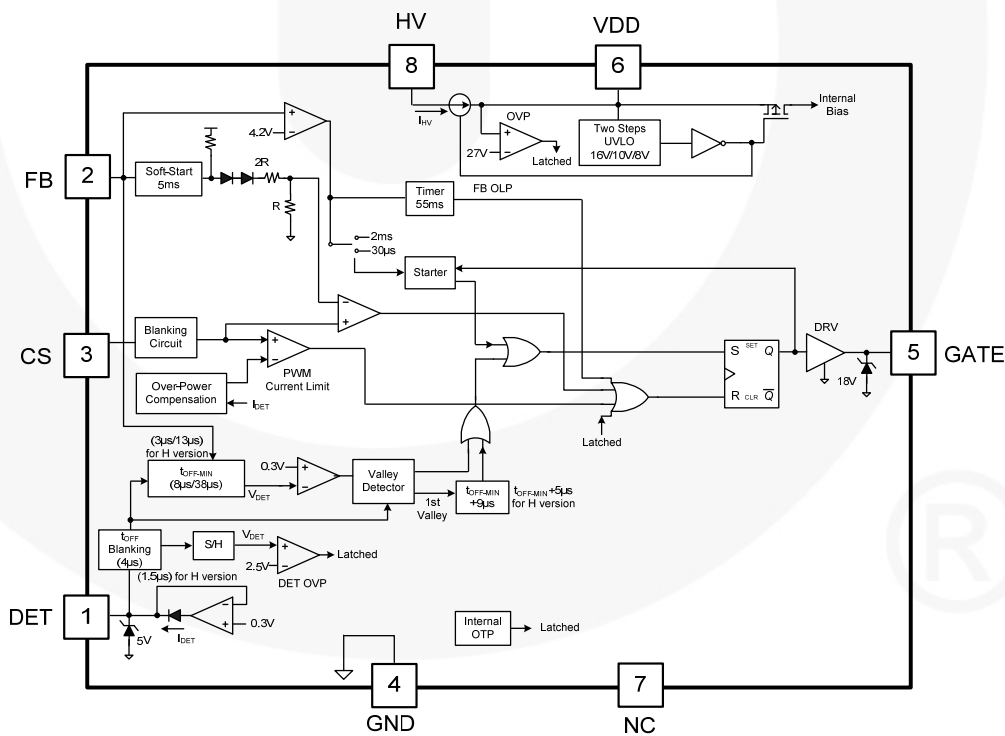 HV
VDD
8
6
IHV
OVP
27V
Latched
Two Steps
UVLO
16V/10V/8V
Internal
Bias
4.2V
FB
2
Soft-Start
5ms
2R
R
Timer
55ms
FB OLP
2ms
30µs
Starter
CS
3
Blanking
Circuit
PWM
Current Limit
Over-Power
Compensation
IDET
S SET Q
R CLR Q
DRV
18V
5
GATE
Latched
(3µs/13µs)
for H version
tOFF-MIN
(8µs/38µs)
VDET
0.3V
Valley
Detector
1st
Valley
tOFF-MIN
+9µs
tOFF-MIN+5µs
for H version
tOFF
Blanking
(4µs)
(1.5µs) for H version
S/H
VDET
2.5V
DET OVP
Latched
DET
1
5V
IDET
0.3V
Internal
OTP
Latched
4
GND
7
NC
®